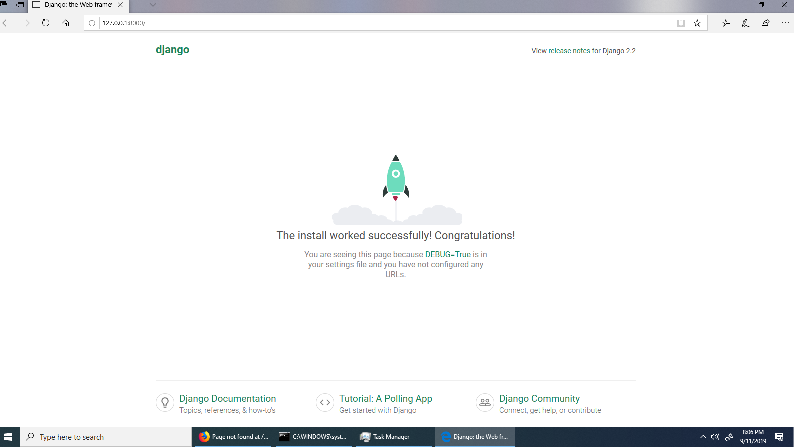 Django: the Web framew
127.0.0.1:8000/
django
View release notes for Django 2.2
The install worked successfully! Congratulations!
You are seeing this page because DEBUG=True is in
your settings file and you have not configured any
URLs.
Django Documentation
Topics, references, & how-to's
Tutorial: A Polling App
Get started with Django
Django Community
Connect, get help, or contribute
Type here to search
Page not found at /...
C:\WINDOWS\syst...
Task Manager
Django: the Web fr...
9/11/2019